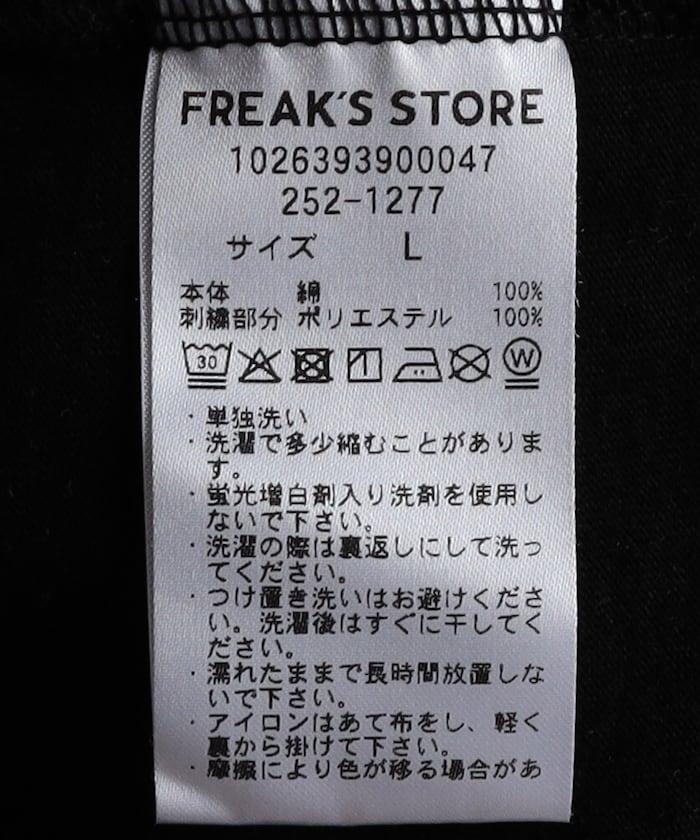 FREAK'S STORE
1026393900047
252-1277
サイズ L
本体 綿 100%
刺繍部分 ポリエステル 100%
30 W
・単独洗い
・洗濯で多少縮むことがありま
す。
・蛍光増白剤入り洗剤を使用し
ないで下さい。
・洗濯の際は裏返しにして洗っ
てください。
・つけ置き洗いはお避けくださ
い。洗濯後はすぐに干してく
ださい。
・濡れたままで長時間放置しな
いで下さい。
・アイロンはあて布をし、軽く
裏から掛けて下さい。
・摩擦により色が移る場合があ